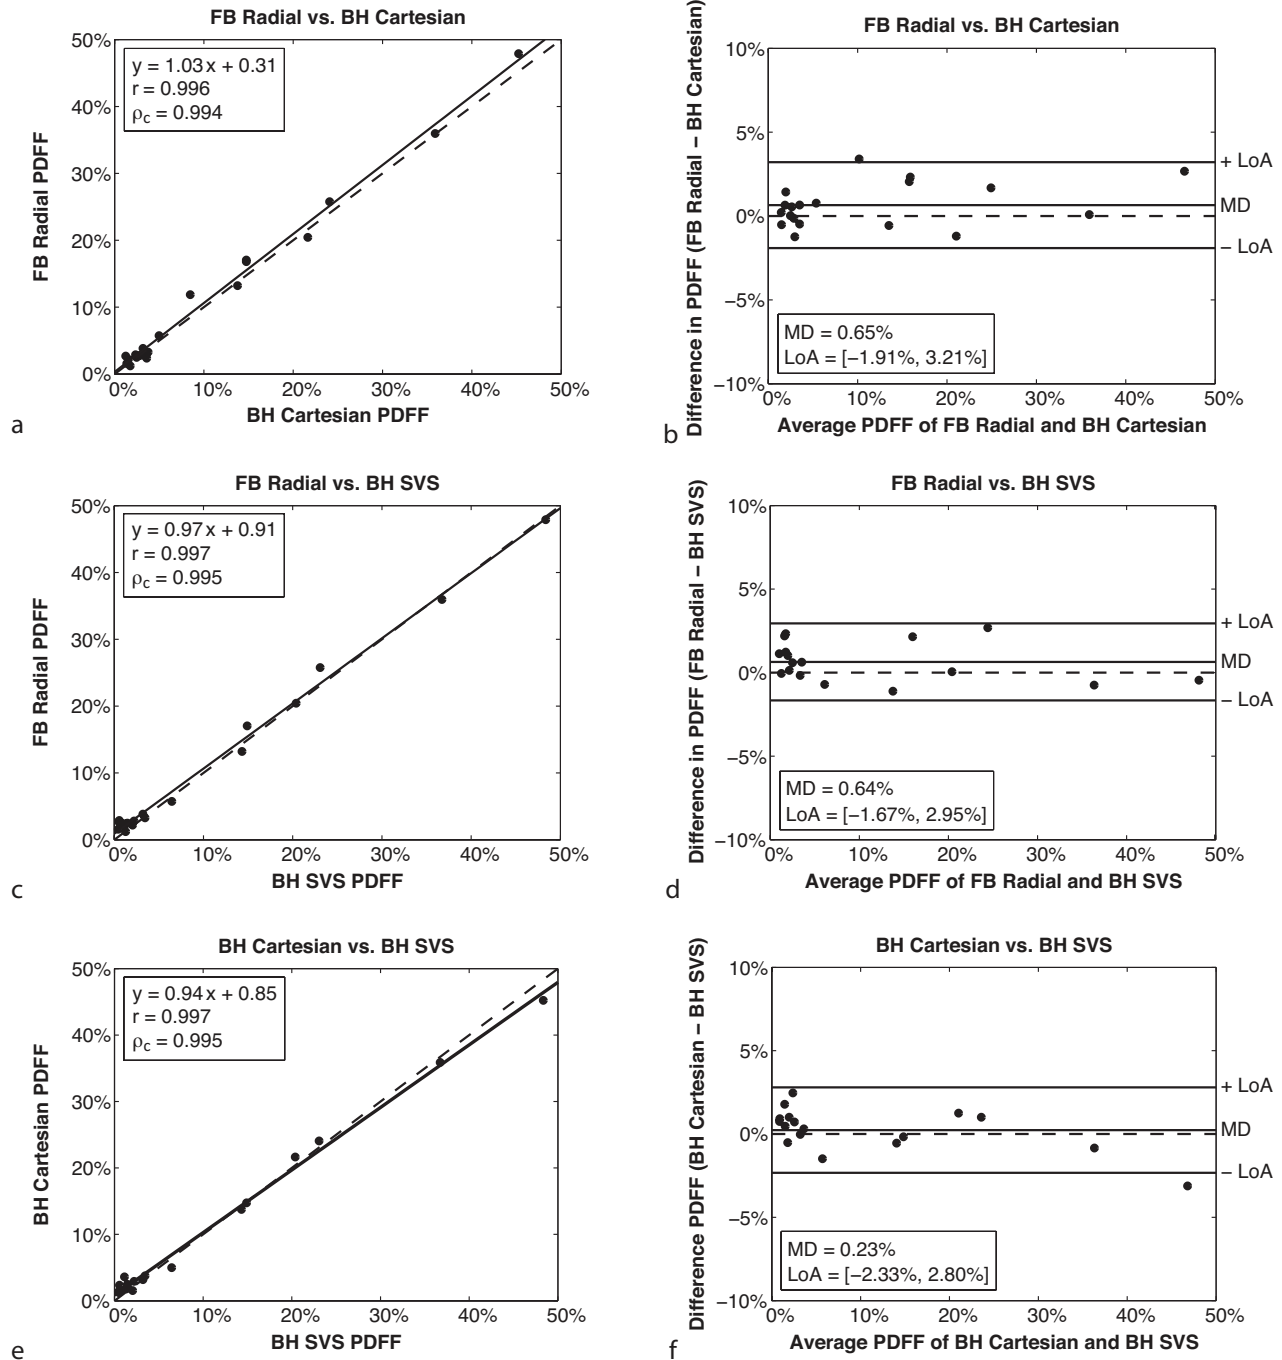 FB Radial vs. BH Cartesian
50%
40%
30%
20%
10%
0%
y = 1.03x + 0.31
r = 0.996
ρc = 0.994
FB Radial PDFF
0% 10% 20% 30% 40% 50%
BH Cartesian PDFF
a
FB Radial vs. BH Cartesian
10%
5%
0%
−5%
−10%
+ LoA
MD
− LoA
MD = 0.65%
LoA = [−1.91%, 3.21%]
Difference in PDFF (FB Radial − BH Cartesian)
0% 10% 20% 30% 40% 50%
Average PDFF of FB Radial and BH Cartesian
b
FB Radial vs. BH SVS
50%
40%
30%
20%
10%
0%
y = 0.97x + 0.91
r = 0.997
ρc = 0.995
FB Radial PDFF
0% 10% 20% 30% 40% 50%
BH SVS PDFF
c
FB Radial vs. BH SVS
10%
5%
0%
−5%
−10%
+ LoA
MD
− LoA
MD = 0.64%
LoA = [−1.67%, 2.95%]
Difference in PDFF (FB Radial − BH SVS)
0% 10% 20% 30% 40% 50%
Average PDFF of FB Radial and BH SVS
d
BH Cartesian vs. BH SVS
50%
40%
30%
20%
10%
0%
y = 0.94x + 0.85
r = 0.997
ρc = 0.995
BH Cartesian PDFF
0% 10% 20% 30% 40% 50%
BH SVS PDFF
e
BH Cartesian vs. BH SVS
10%
5%
0%
−5%
−10%
+ LoA
MD
− LoA
MD = 0.23%
LoA = [−2.33%, 2.80%]
Difference PDFF (BH Cartesian − BH SVS)
0% 10% 20% 30% 40% 50%
Average PDFF of BH Cartesian and BH SVS
f